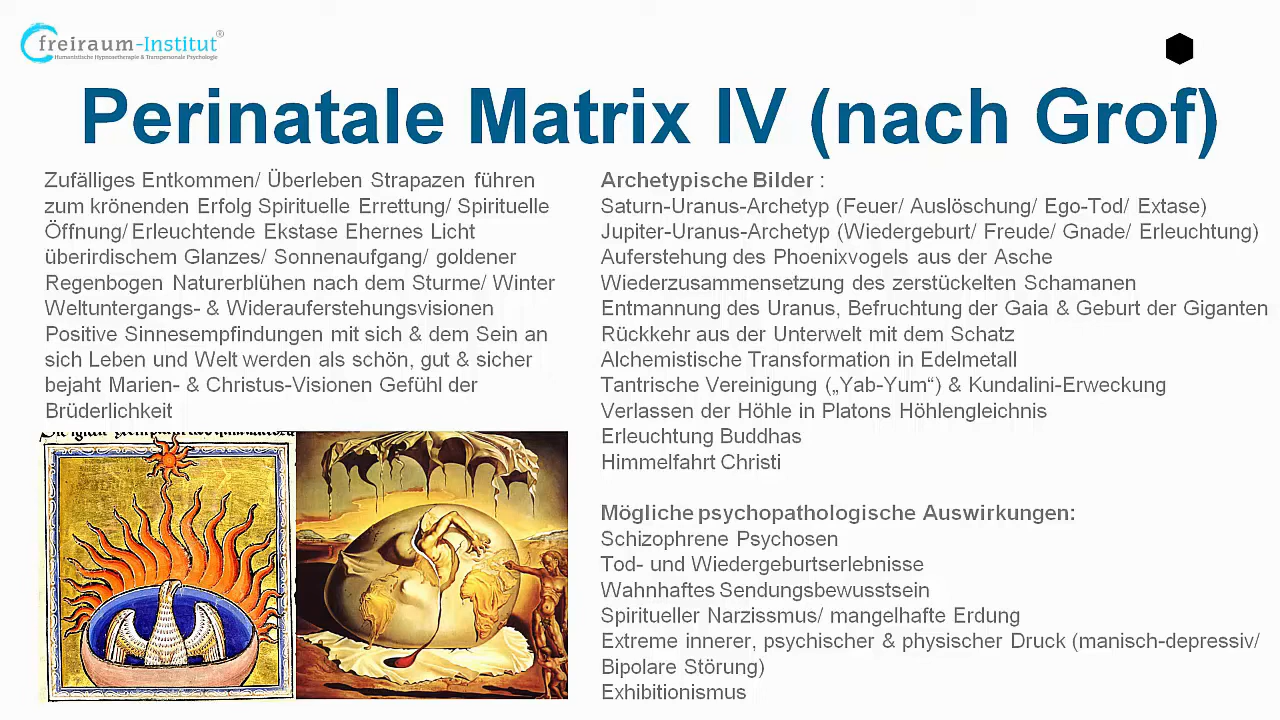 freiraum-Institut®
Humanistische Hypnosetherapie & Transpersonale Psychologie
Perinatale Matrix IV (nach Grof)
Zufälliges Entkommen/ Überleben Strapazen führen
zum krönenden Erfolg Spirituelle Errettung/ Spirituelle
Öffnung/ Erleuchtende Ekstase Ehernes Licht
überirdischem Glanzes/ Sonnenaufgang/ goldener
Regenbogen Naturerblühen nach dem Sturme/ Winter
Weltuntergangs- & Widerauferstehungsvisionen
Positive Sinnesempfindungen mit sich & dem Sein an
sich Leben und Welt werden als schön, gut & sicher
bejaht Marien- & Christus-Visionen Gefühl der
Brüderlichkeit
Archetypische Bilder :
Saturn-Uranus-Archetyp (Feuer/ Auslöschung/ Ego-Tod/ Extase)
Jupiter-Uranus-Archetyp (Wiedergeburt/ Freude/ Gnade/ Erleuchtung)
Auferstehung des Phoenixvogels aus der Asche
Wiederzusammensetzung des zerstückelten Schamanen
Entmannung des Uranus, Befruchtung der Gaia & Geburt der Giganten
Rückkehr aus der Unterwelt mit dem Schatz
Alchemistische Transformation in Edelmetall
Tantrische Vereinigung („Yab-Yum“) & Kundalini-Erweckung
Verlassen der Höhle in Platons Höhlengleichnis
Erleuchtung Buddhas
Himmelfahrt Christi
Mögliche psychopathologische Auswirkungen:
Schizophrene Psychosen
Tod- und Wiedergeburtserlebnisse
Wahnhaftes Sendungsbewusstsein
Spiritueller Narzissmus/ mangelhafte Erdung
Extreme innerer, psychischer & physischer Druck (manisch-depressiv/
Bipolare Störung)
Exhibitionismus